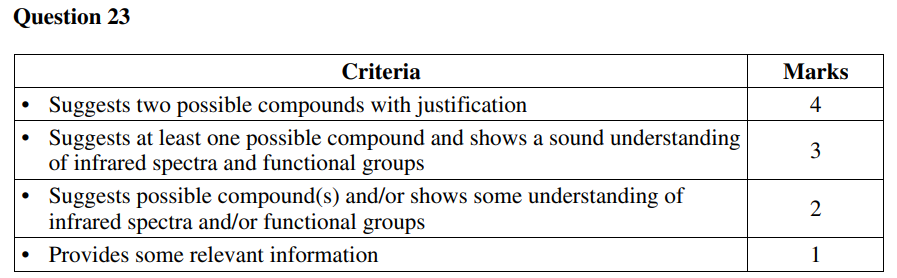 Question 23
Criteria Marks
• Suggests two possible compounds with justification 4
• Suggests at least one possible compound and shows a sound understanding
of infrared spectra and functional groups 3
• Suggests possible compound(s) and/or shows some understanding of
infrared spectra and/or functional groups 2
• Provides some relevant information 1